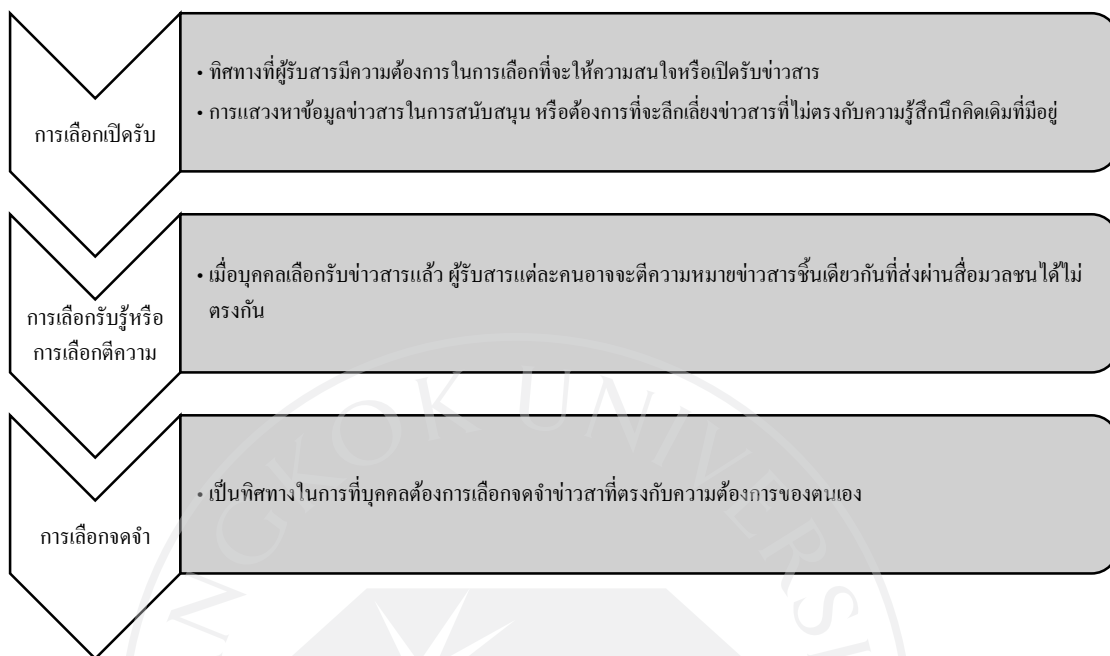 การเลือกเปิดรับ
• ทิศทางที่ผู้รับสารมีความต้องการในการเลือกที่จะให้ความสนใจหรือเปิดรับข่าวสาร
• การแสวงหาข้อมูลข่าวสารในการสนับสนุน หรือต้องการที่จะลีกเลี่ยงข่าวสารที่ไม่ตรงกับความรู้สึกนึกคิดเดิมที่มีอยู่
การเลือกรับรู้หรือ
การเลือกตีความ
• เมื่อบุคคลเลือกรับข่าวสารแล้ว ผู้รับสารแต่ละคนอาจจะตีความหมายข่าวสารชิ้นเดียวกันที่ส่งผ่านสื่อมวลชนได้ไม่
ตรงกัน
การเลือกจดจำ
• เป็นทิศทางในการที่บุคคลต้องการเลือกจดจำข่าวสาที่ตรงกับความต้องการของตนเอง
NGKOK UNIVERSI